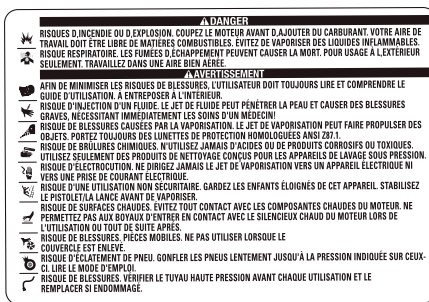 DANGER
RISQUES D,INCENDIE OU D,EXPLOSION. COUPEZ LE MOTEUR AVANT D,AJOUTER DU CARBURANT. VOTRE AIRE DE
TRAVAIL DOIT ÊTRE LIBRE DE MATIÈRES COMBUSTIBLES. ÉVITEZ DE VAPORISER DES LIQUIDES INFLAMMABLES.
RISQUE RESPIRATOIRE. LES FUMÉES D,ÉCHAPPEMENT PEUVENT CAUSER LA MORT. POUR USAGE À L,EXTÉRIEUR
SEULEMENT. TRAVAILLEZ DANS UNE AIRE BIEN AÉRÉE.
AVERTISSEMENT
AFIN DE MINIMISER LES RISQUES DE BLESSURES, L'UTILISATEUR DOIT TOUJOURS LIRE ET COMPRENDRE LE
GUIDE D'UTILISATION. À ENTREPOSER À L'INTÉRIEUR.
RISQUE D'INJECTION D'UN FLUIDE. LE JET DE FLUIDE PEUT PÉNÉTRER LA PEAU ET CAUSER DES BLESSURES
GRAVES, NÉCESSITANT IMMÉDIATEMENT LES SOINS D'UN MÉDECIN!
RISQUE DE BLESSURES CAUSÉES PAR LA VAPORISATION. LE JET DE VAPORISATION PEUT FAIRE PROPULSER DES
OBJETS. PORTEZ TOUJOURS DES LUNETTES DE PROTECTION HOMOLOGUÉES ANSI Z87.1.
RISQUE DE BRÛLURES CHIMIQUES. N'UTILISEZ JAMAIS D'ACIDES OU DE PRODUITS CORROSIFS OU TOXIQUES.
UTILISEZ SEULEMENT DES PRODUITS DE NETTOYAGE CONÇUS POUR LES APPAREILS DE LAVAGE SOUS PRESSION.
RISQUE D'ÉLECTROCUTION. NE DIRIGEZ JAMAIS LE JET DE VAPORISATION VERS UN APPAREIL ÉLECTRIQUE NI
VERS UNE PRISE DE COURANT ÉLECTRIQUE.
RISQUE D'UNE UTILISATION NON SÉCURITAIRE. GARDEZ LES ENFANTS ÉLOIGNÉS DE CET APPAREIL. STABILISEZ
LE PISTOLET/LA LANCE AVANT DE VAPORISER.
RISQUE DE SURFACES CHAUDES. ÉVITEZ TOUT CONTACT AVEC LES COMPOSANTES CHAUDES DU MOTEUR. NE
PERMETTEZ PAS AUX BOYAUX D'ENTRER EN CONTACT AVEC LE SILENCIEUX CHAUD DU MOTEUR LORS DE
L'UTILISATION OU TOUT DE SUITE APRÈS.
RISQUE DE BLESSURES. PIÈCES MOBILES. NE PAS UTILISER LORSQUE LE
COUVERCLE EST ENLEVÉ.
RISQUE D'ÉCLATEMENT DE PNEU. GONFLER LES PNEUS LENTEMENT JUSQU'À LA PRESSION INDIQUÉE SUR CEUX-
CI. LIRE LE MODE D'EMPLOI.
RISQUE DE BLESSURES. VÉRIFIER LE TUYAU HAUTE PRESSION AVANT CHAQUE UTILISATION ET LE
REMPLACER SI ENDOMMAGÉ.